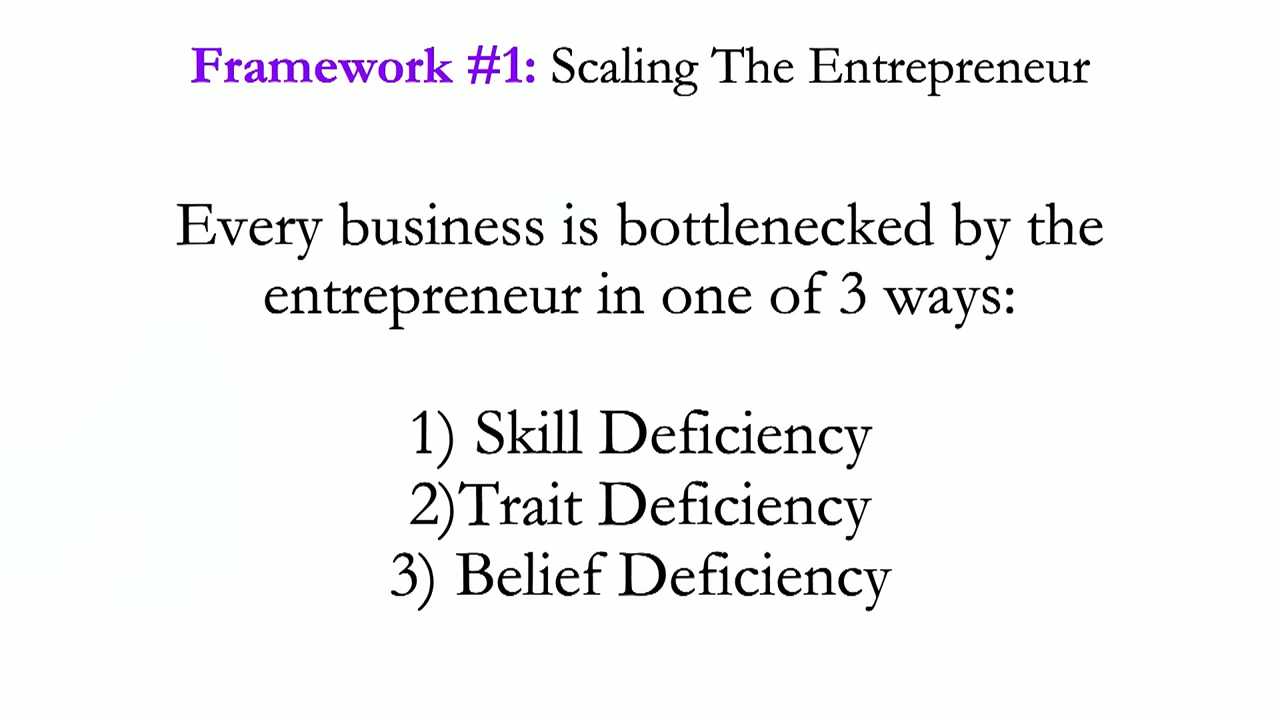 Framework #1: Scaling The Entrepreneur
Every business is bottlenecked by the
entrepreneur in one of 3 ways:
1) Skill Deficiency
2)Trait Deficiency
3) Belief Deficiency